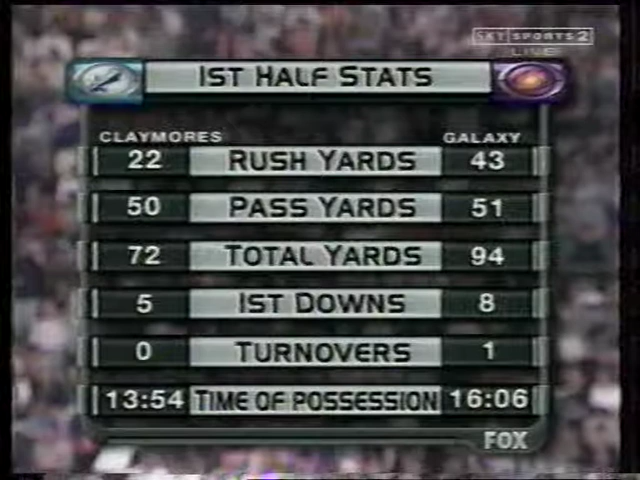 SKY SPORTS 2
LIVE
1ST HALF STATS
CLAYMORES GALAXY
22 RUSH YARDS 43
50 PASS YARDS 51
72 TOTAL YARDS 94
5 1ST DOWNS 8
0 TURNOVERS 1
13:54 TIME OF POSSESSION 16:06
FOX